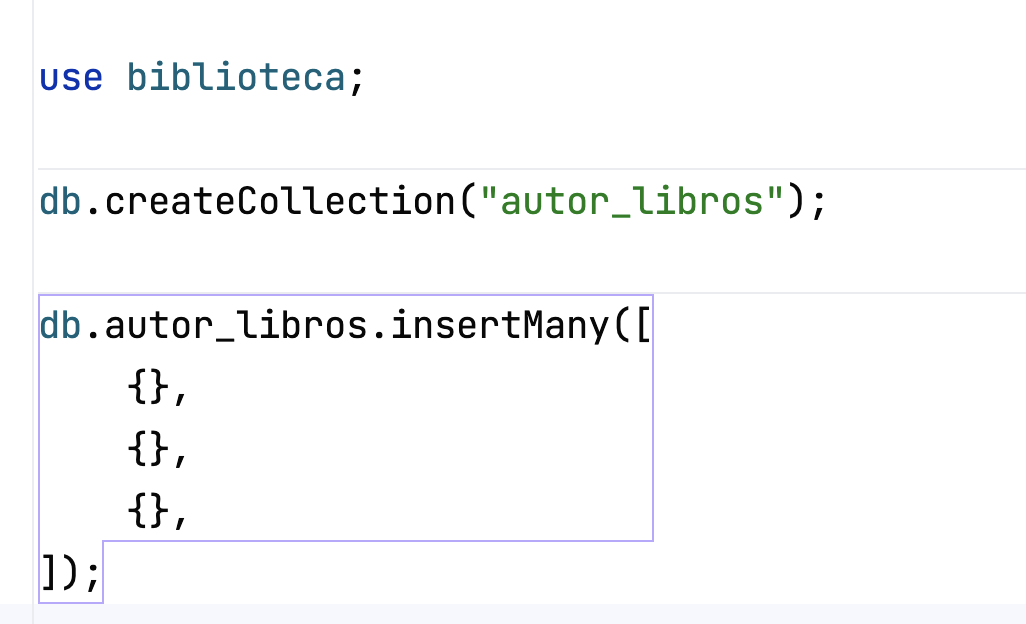 use biblioteca;
db.createCollection("autor_libros");
db.autor_libros.insertMany([
    {},
    {},
    {},
]);